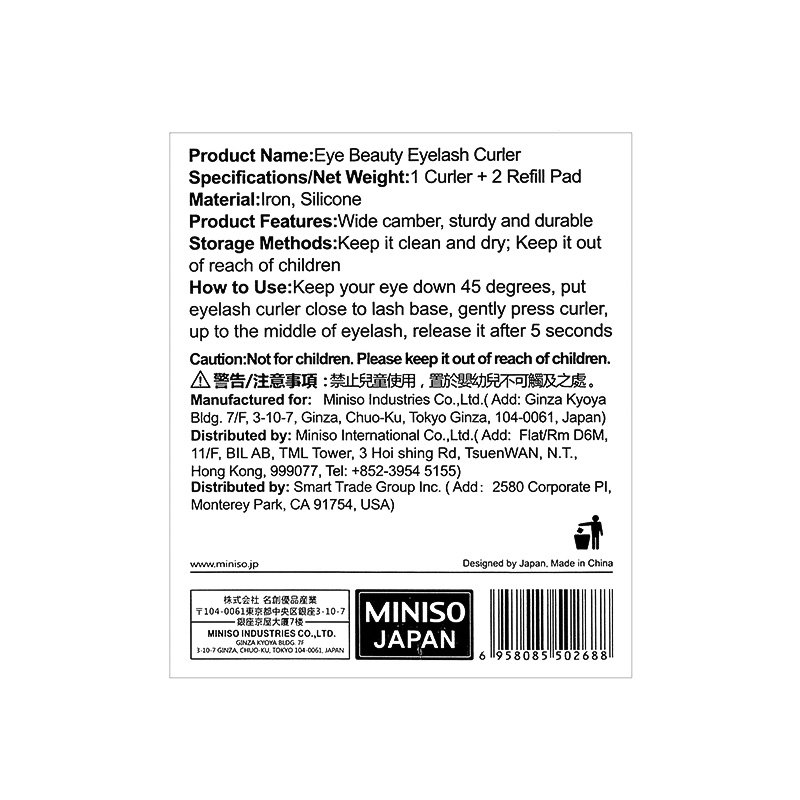 Product Name:Eye Beauty Eyelash Curler
Specifications/Net Weight:1 Curler + 2 Refill Pad
Material:Iron, Silicone
Product Features:Wide camber, sturdy and durable
Storage Methods:Keep it clean and dry; Keep it out
of reach of children
How to Use:Keep your eye down 45 degrees, put
eyelash curler close to lash base, gently press curler,
up to the middle of eyelash, release it after 5 seconds
Caution:Not for children. Please keep it out of reach of children.
警告/注意事項：禁止兒童使用，置於嬰幼兒不可觸及之處。
Manufactured for: Miniso Industries Co.,Ltd.( Add: Ginza Kyoya
Bldg. 7/F, 3-10-7, Ginza, Chuo-Ku, Tokyo Ginza, 104-0061, Japan)
Distributed by: Miniso International Co.,Ltd.( Add: Flat/Rm D6M,
11/F, BIL AB, TML Tower, 3 Hoi shing Rd, TsuenWAN, N.T.,
Hong Kong, 999077, Tel: +852-3954 5155)
Distributed by: Smart Trade Group Inc. ( Add: 2580 Corporate Pl,
Monterey Park, CA 91754, USA)
www.miniso.jp
Designed by Japan, Made in China
株式会社 名創優品産業
〒104-0061東京都中央区銀座3-10-7
銀座京屋大厦7楼
MINISO INDUSTRIES CO.,LTD.
GINZA KYOYA BLDG. 7F
3-10-7 GINZA, CHUO-KU, TOKYO 104-0061, JAPAN
MINISO
JAPAN
6 958085 502688